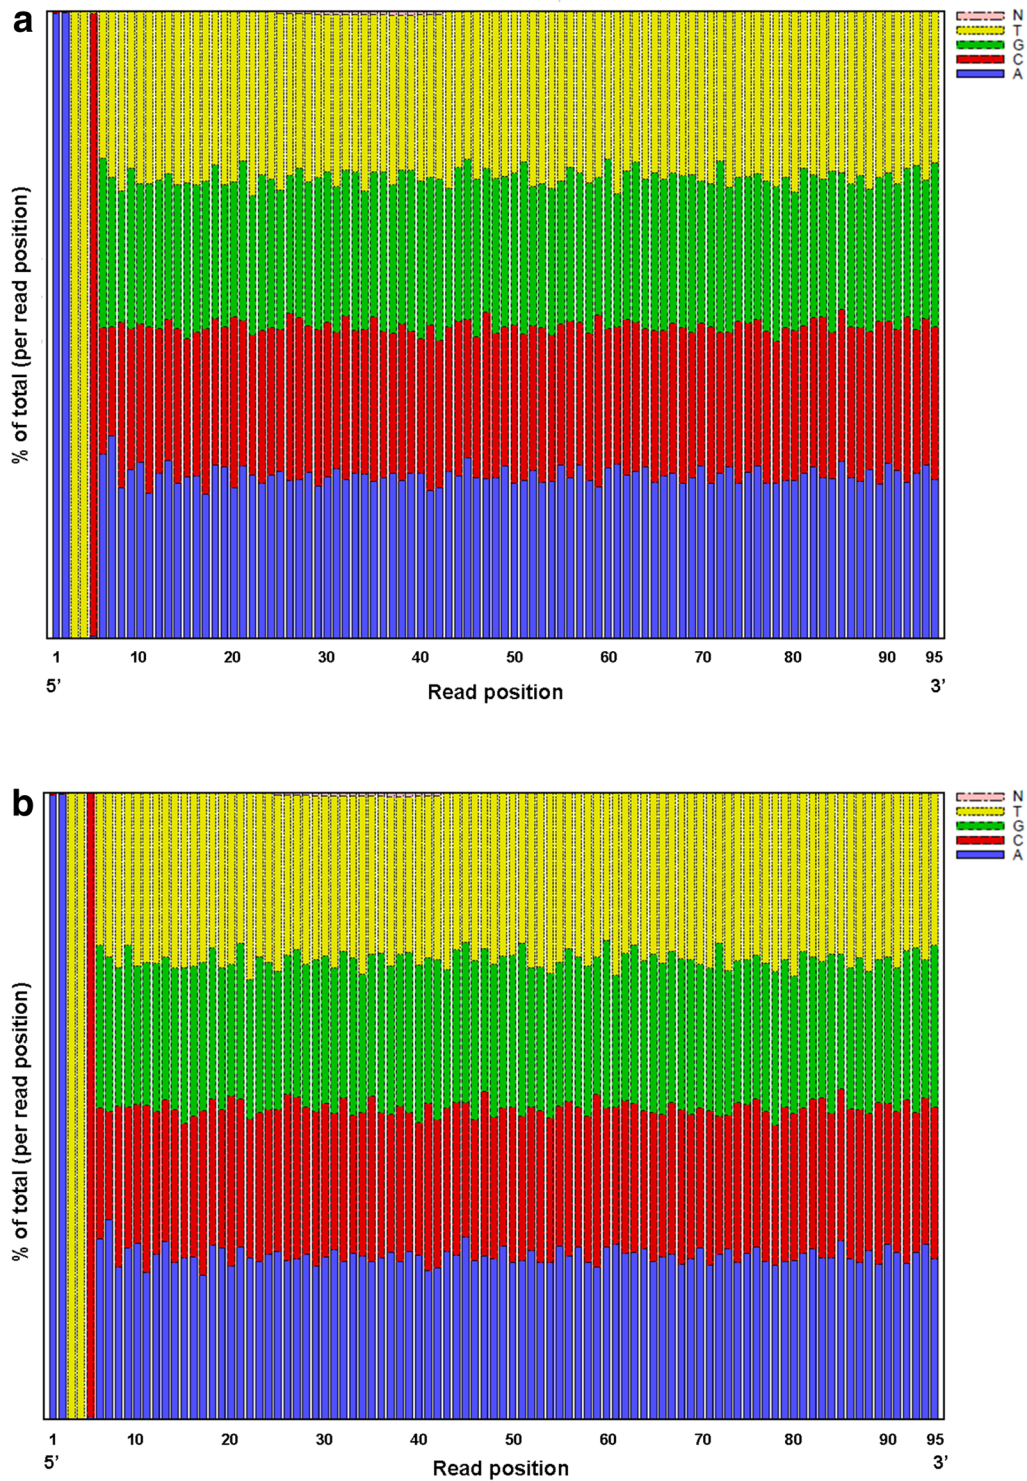 a
N
T
G
C
A
% of total (per read position)
1 10 20 30 40 50 60 70 80 90 95
5’ 3’
Read position
b
N
T
G
C
A
% of total (per read position)
1 10 20 30 40 50 60 70 80 90 95
5’ 3’
Read position